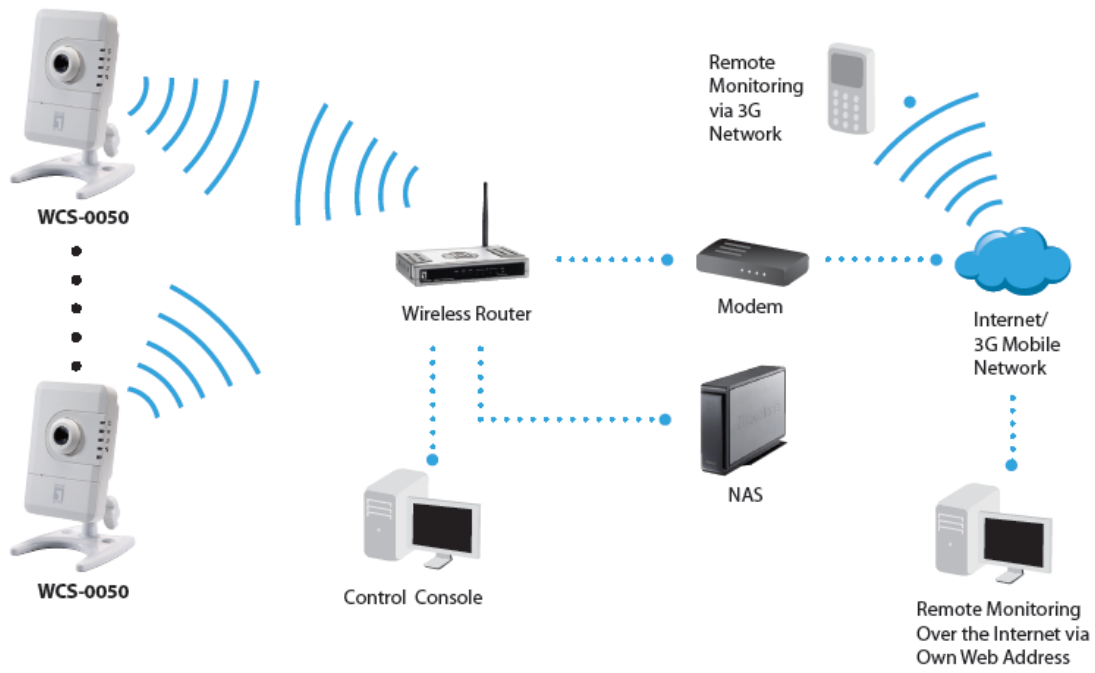 Remote
Monitoring
via 3G
Network
WCS-0050
Wireless Router
Modem
Internet/
3G Mobile
Network
NAS
WCS-0050
Control Console
Remote Monitoring
Over the Internet via
Own Web Address